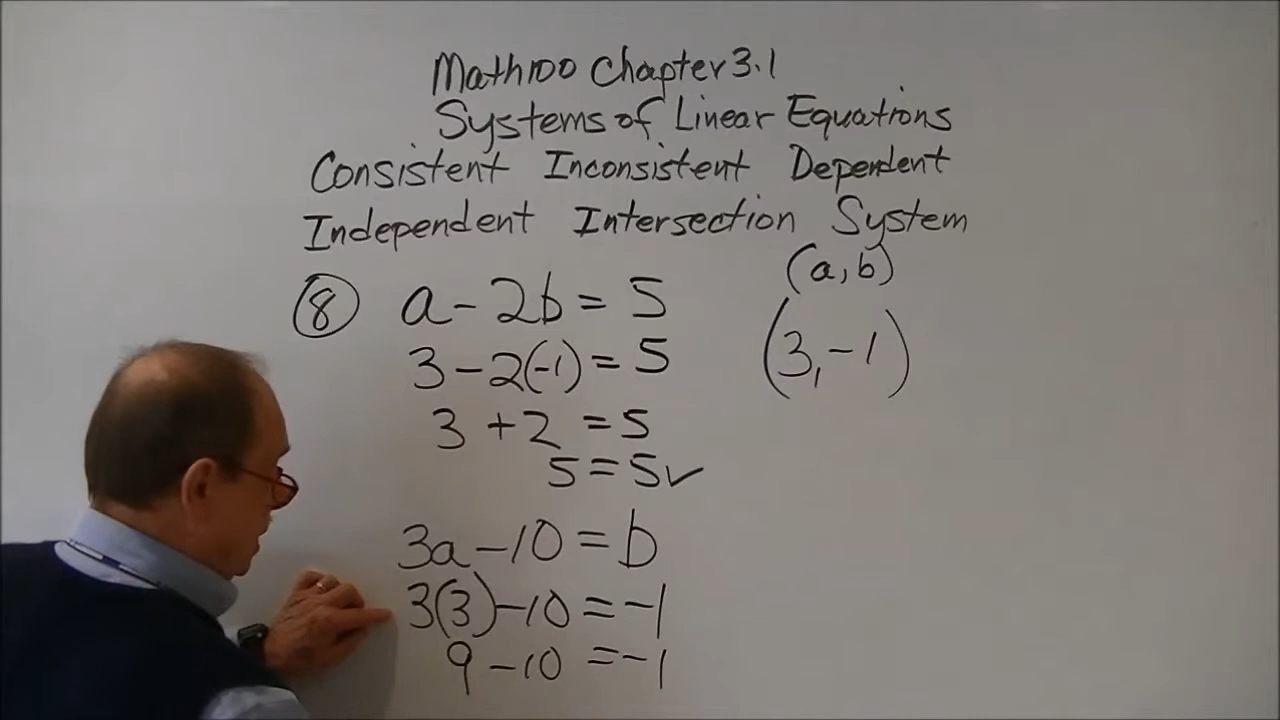 Math100 Chapter 3.1
Systems of Linear Equations
Consistent Inconsistent Dependent
Independent Intersection System
(a,b)
⑧ a-2b = 5
(3,-1)
3-2(-1) = 5
3+2 = 5
5=5✓
3a-10=b
3(3)-10=-1
9-10 =-1